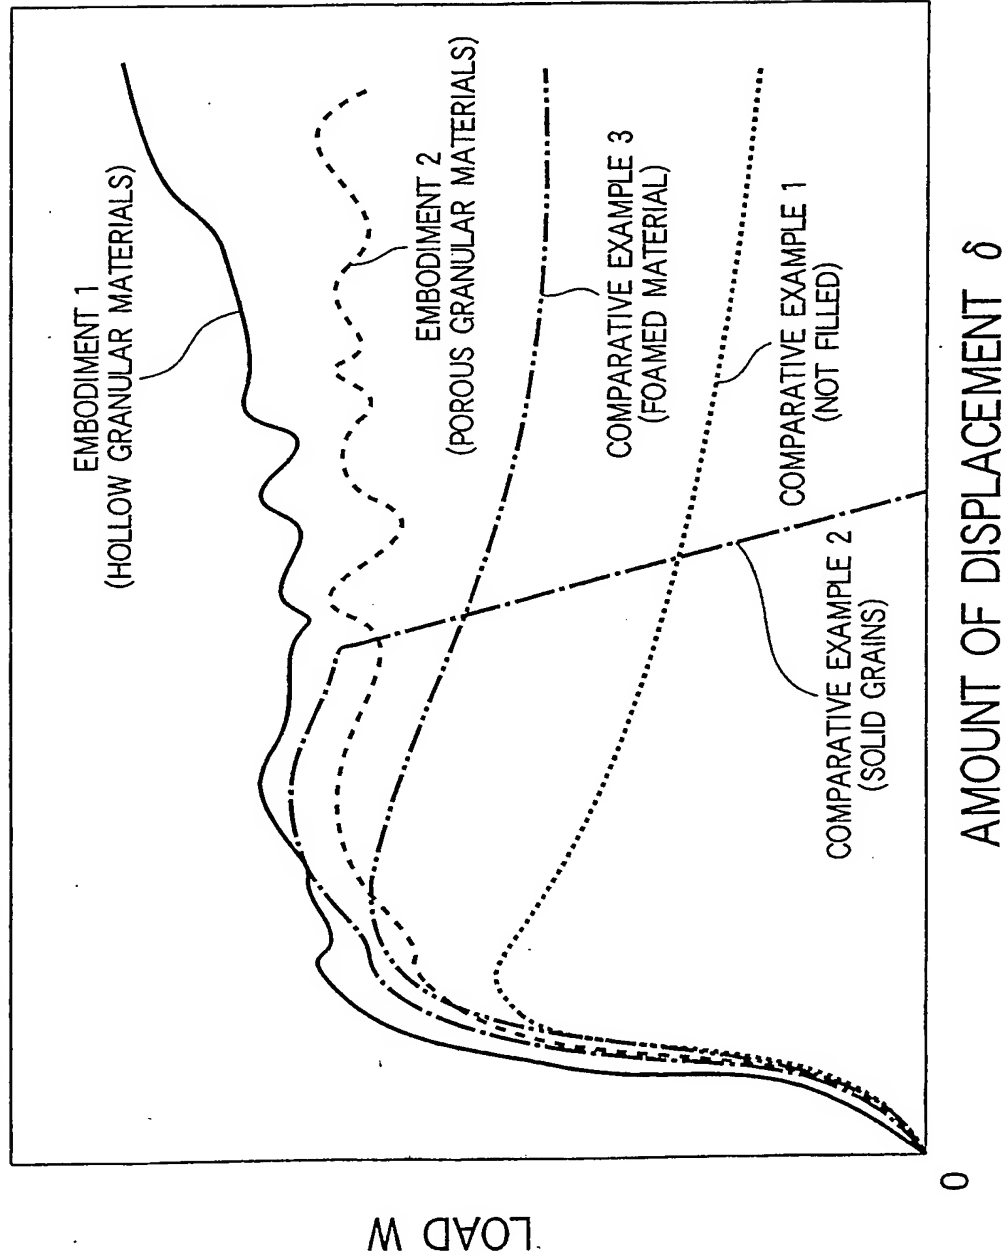 EMBODIMENT 1
(HOLLOW GRANULAR MATERIALS)
EMBODIMENT 2
(POROUS GRANULAR MATERIALS)
COMPARATIVE EXAMPLE 3
(FOAMED MATERIAL)
COMPARATIVE EXAMPLE 1
(NOT FILLED)
COMPARATIVE EXAMPLE 2
(SOLID GRAINS)
LOAD W
0
AMOUNT OF DISPLACEMENT δ